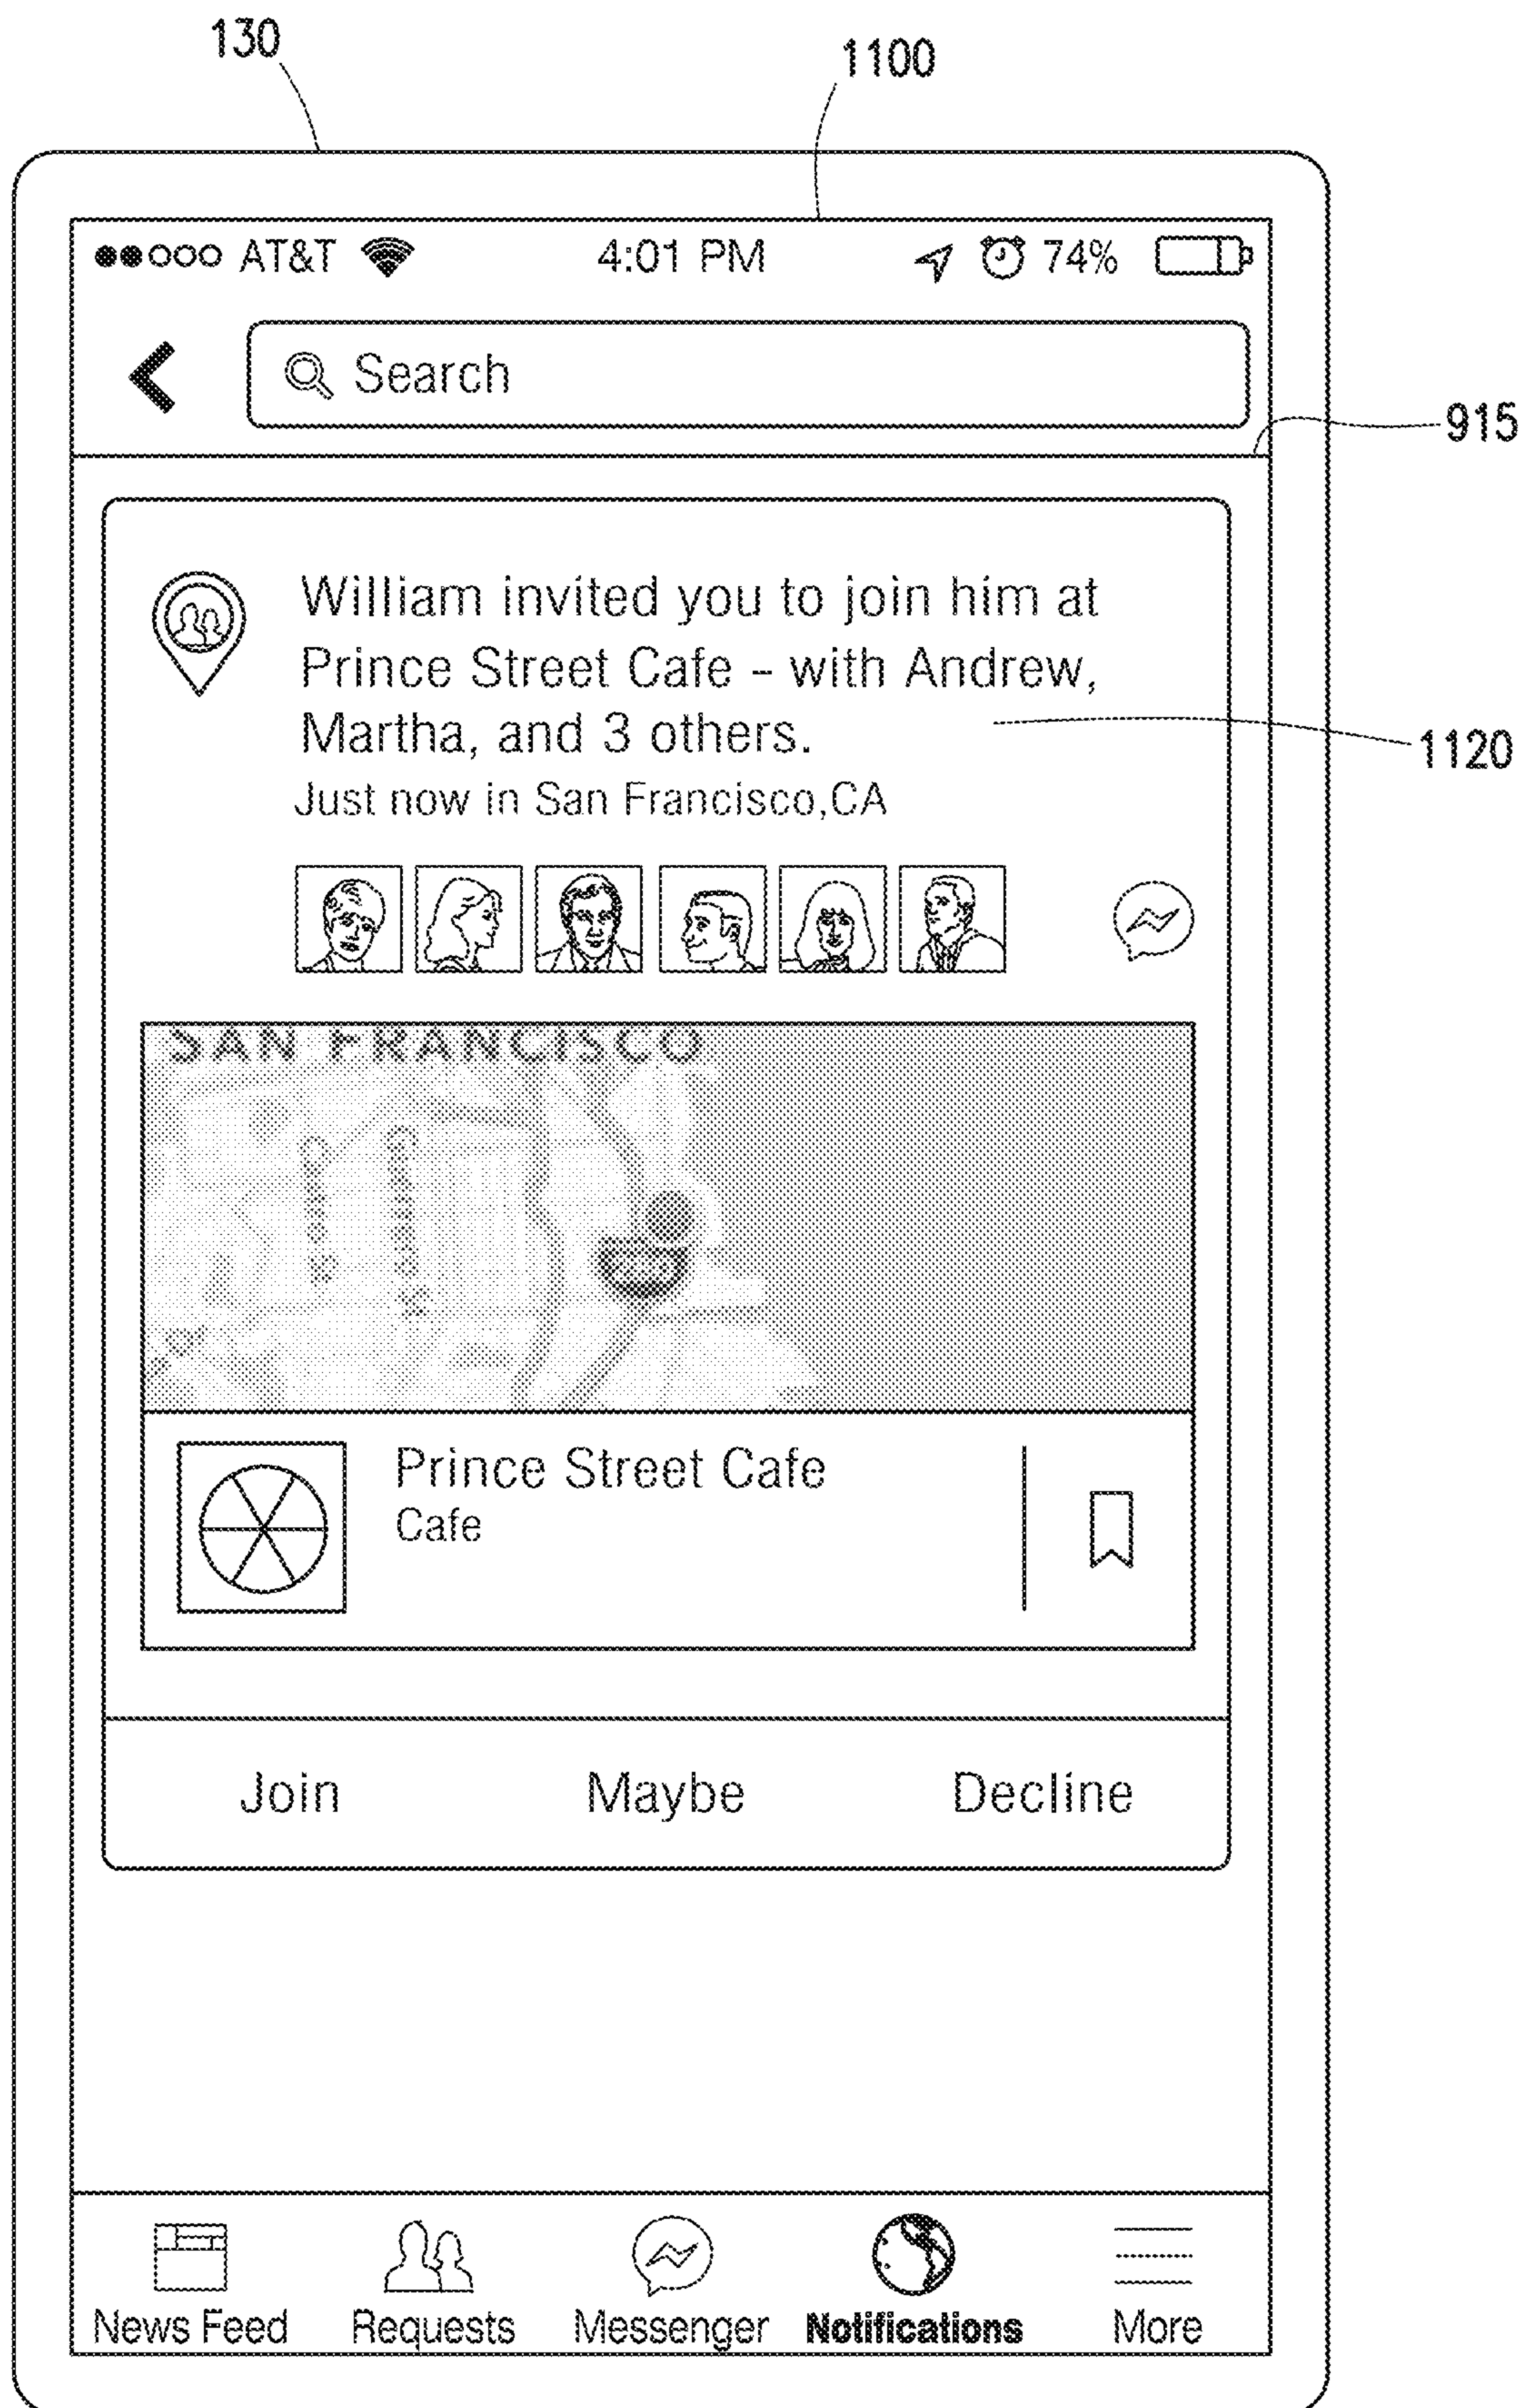 130
1100
AT&T 4:01 PM 74%
Search
915
William invited you to join him at
Prince Street Cafe - with Andrew,
Martha, and 3 others.
1120
Just now in San Francisco,CA
SAN FRANCISCO
Prince Street Cafe
Cafe
Join Maybe Decline
News Feed Requests Messenger Notifications More